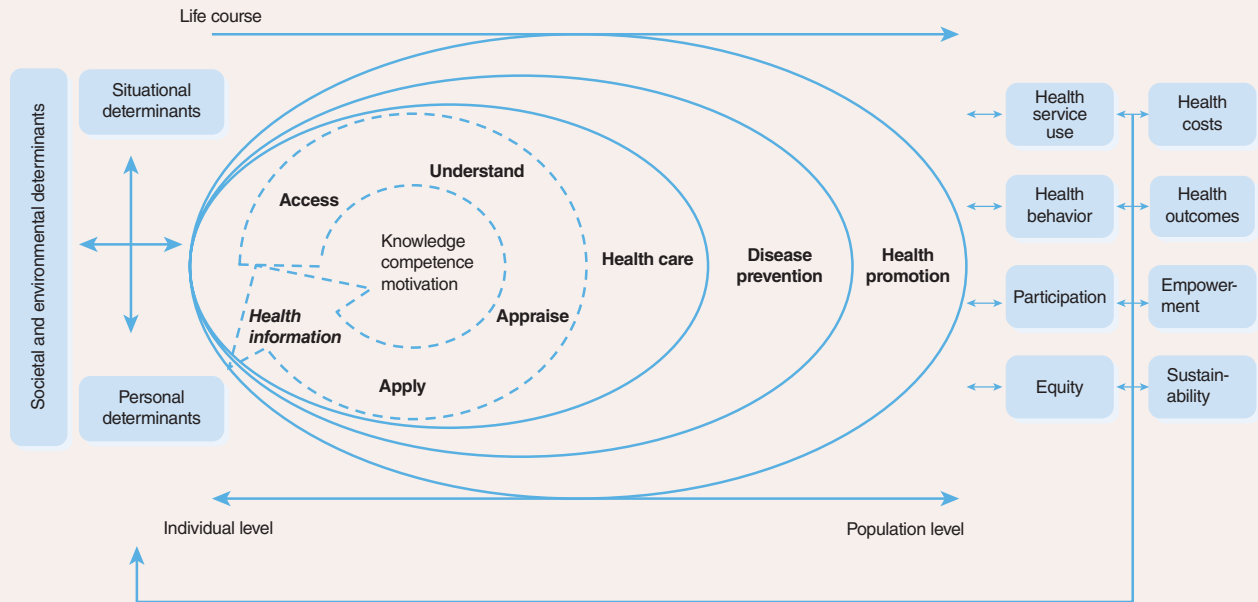 Life course
Societal and environmental determinants
Situational
determinants
Personal
determinants
Understand
Access
Knowledge
competence
motivation
Health
information
Appraise
Apply
Health care
Disease
prevention
Health
promotion
Individual level
Population level
Health
service
use
Health
costs
Health
behavior
Health
outcomes
Participation
Empower-
ment
Equity
Sustain-
ability